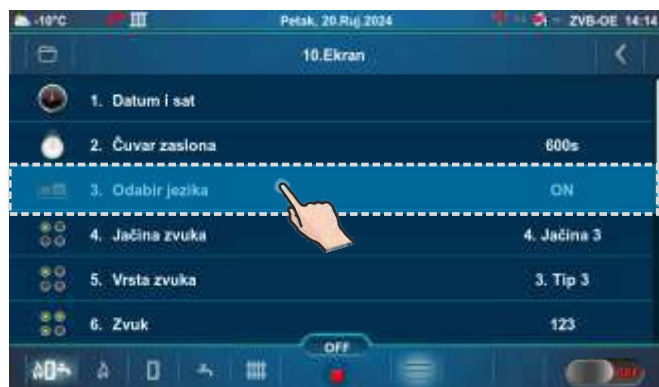 -10°C Petak, 20.Ruj.2024 ZVB-OE 14:14
10.Ekran
1. Datum i sat
2. Čuvar zaslona 600s
3. Odabir jezika ON
4. Jačina zvuka 4. Jačina 3
5. Vrsta zvuka 3. Tip 3
6. Zvuk 123
OFF
OFF